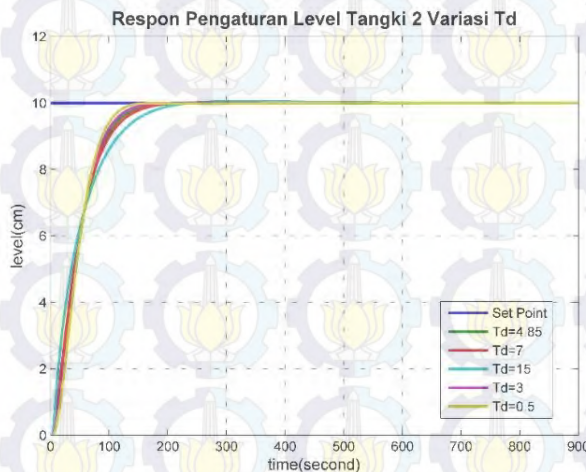 Respon Pengaturan Level Tangki 2 Variasi Td
12
10
8
6
4
2
0
level(cm)
0 100 200 300 400 500 600 700 800 900
time(second)
Set Point
Td=4.85
Td=7
Td=15
Td=3
Td=0.5